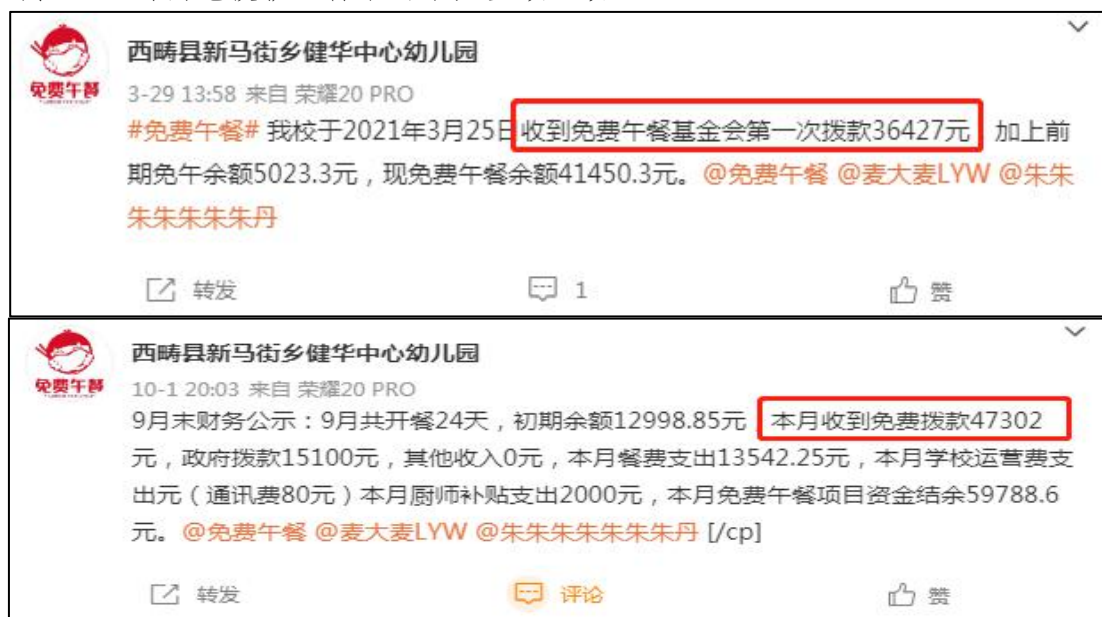 西畴县新马街乡健华中心幼儿园
免费午餐
3-29 13:58 来自 荣耀20 PRO
#免费午餐# 我校于2021年3月25日收到免费午餐基金会第一次拨款36427元，加上前
期免午余额5023.3元，现免费午餐余额41450.3元。@免费午餐 @麦大麦LYW @朱朱
朱朱朱朱朱丹
转发
1
赞
西畴县新马街乡健华中心幼儿园
免费午餐
10-1 20:03 来自 荣耀20 PRO
9月末财务公示：9月共开餐24天，初期余额12998.85元，本月收到免费拨款47302
元，政府拨款15100元，其他收入0元，本月餐费支出13542.25元，本月学校运营费支
出元（通讯费80元）本月厨师补贴支出2000元，本月免费午餐项目资金结余59788.6
元。@免费午餐 @麦大麦LYW @朱朱朱朱朱朱朱丹 [/cp]
转发
评论
赞